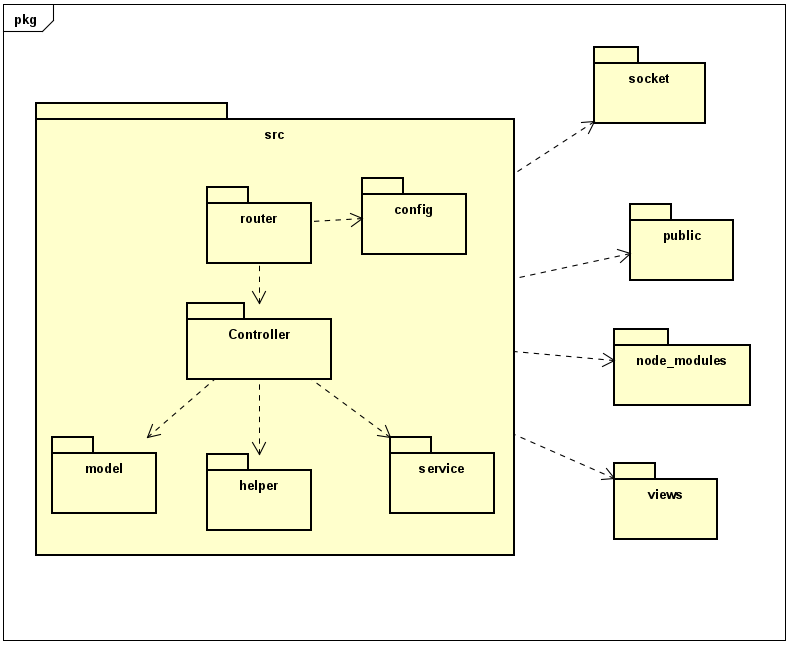 pkg
socket
src
router
config
public
Controller
node_modules
model
helper
service
views